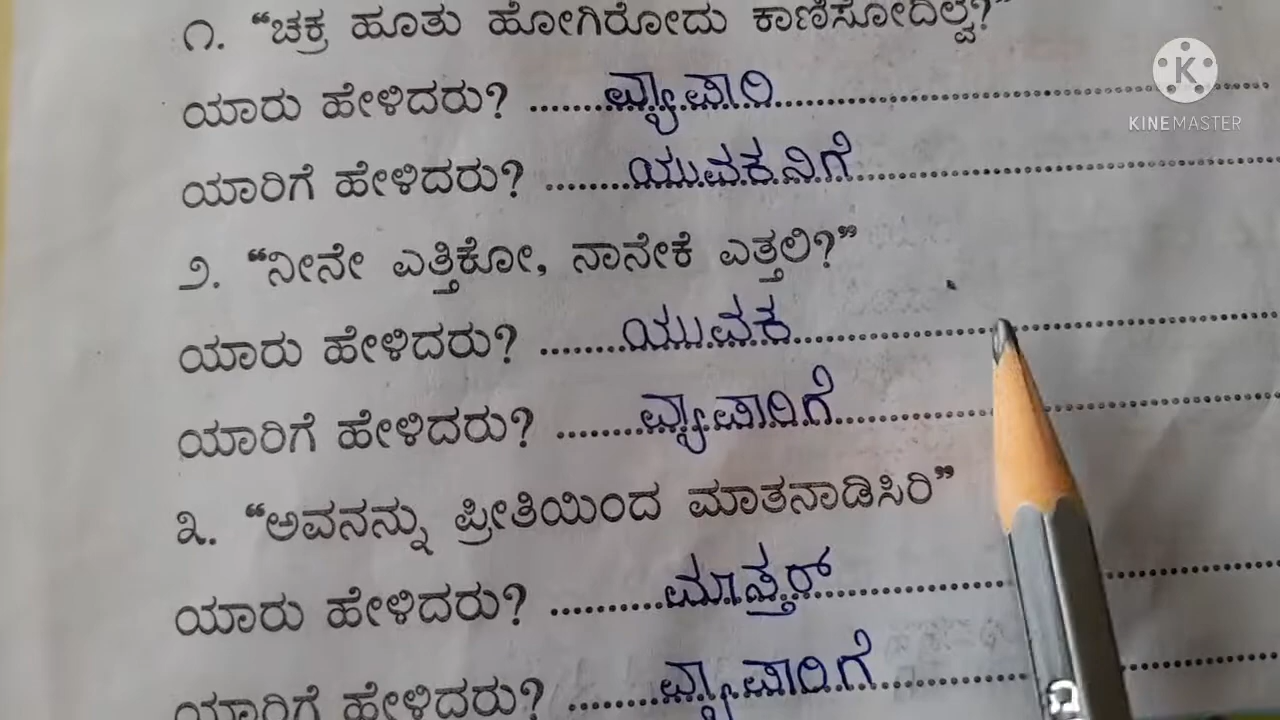 ೧. “ಚಕ್ರ ಹೂತು ಹೋಗಿರೋದು ಕಾಣಿಸೋದಿಲ್ವೆ?”
ಯಾರು ಹೇಳಿದರು? ......ವ್ಯಾಪಾರಿ......
ಯಾರಿಗೆ ಹೇಳಿದರು? ......ಯುವಕನಿಗೆ......
೨. “ನೀನೇ ಎತ್ತಿಕೋ, ನಾನೇಕೆ ಎತ್ತಲಿ?”
ಯಾರು ಹೇಳಿದರು? ......ಯುವಕ......
ಯಾರಿಗೆ ಹೇಳಿದರು? ......ವ್ಯಾಪಾರಿಗೆ......
೩. “ಅವನನ್ನು ಪ್ರೀತಿಯಿಂದ ಮಾತನಾಡಿಸಿರಿ”
ಯಾರು ಹೇಳಿದರು? ......ಮಾಸ್ತರ್......
ಯಾರಿಗೆ ಹೇಳಿದರು? ......ವ್ಯಾಪಾರಿಗೆ......
K
KINEMASTER